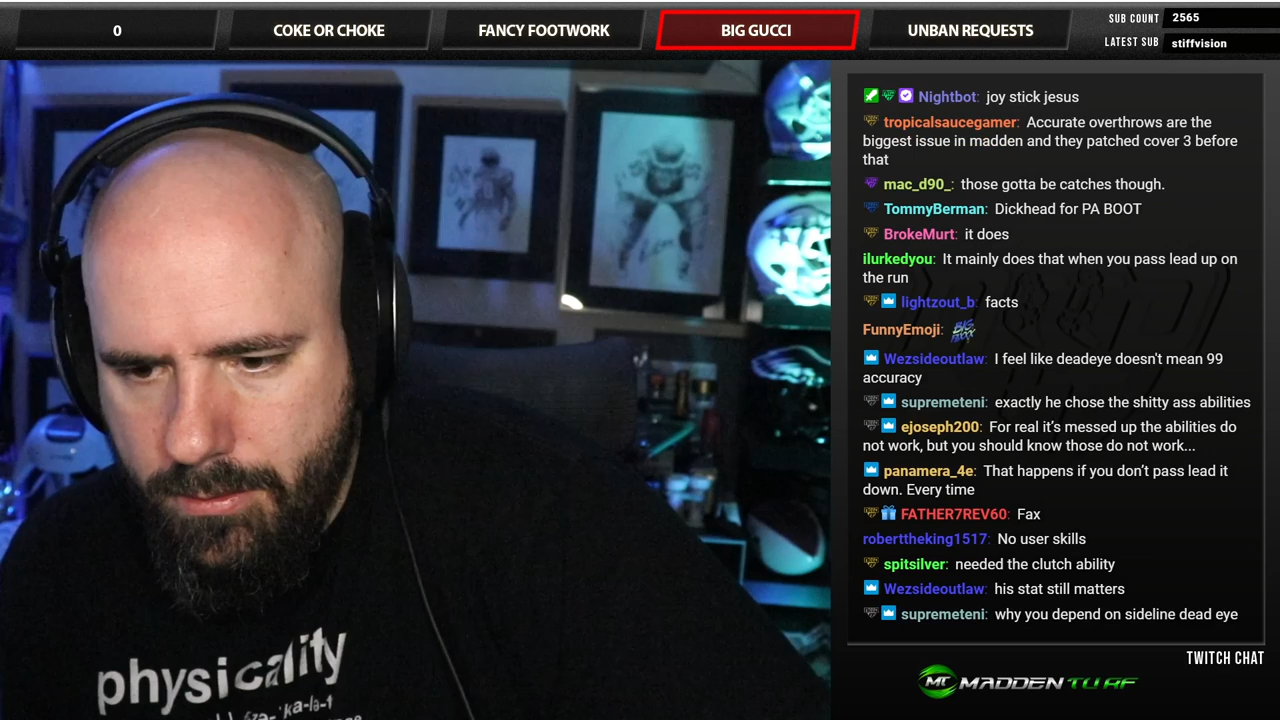 0
COKE OR CHOKE
FANCY FOOTWORK
BIG GUCCI
UNBAN REQUESTS
SUB COUNT 2565
LATEST SUB stiffvision
Nightbot: joy stick jesus
tropicalsaucegamer: Accurate overthrows are the
biggest issue in madden and they patched cover 3 before
that
mac_d90_: those gotta be catches though.
TommyBerman: Dickhead for PA BOOT
BrokeMurt: it does
ilurkedyou: It mainly does that when you pass lead up on
the run
lightzout_b: facts
FunnyEmoji:
Wezsideoutlaw: I feel like deadeye doesn't mean 99
accuracy
supremeteni: exactly he chose the shitty ass abilities
ejoseph200: For real it's messed up the abilities do
not work, but you should know those do not work...
panamera_4e: That happens if you don't pass lead it
down. Every time
FATHER7REV60: Fax
roberttheking1517: No user skills
spitsilver: needed the clutch ability
Wezsideoutlaw: his stat still matters
supremeteni: why you depend on sideline dead eye
TWITCH CHAT
MT MADDEN TURF
physicality